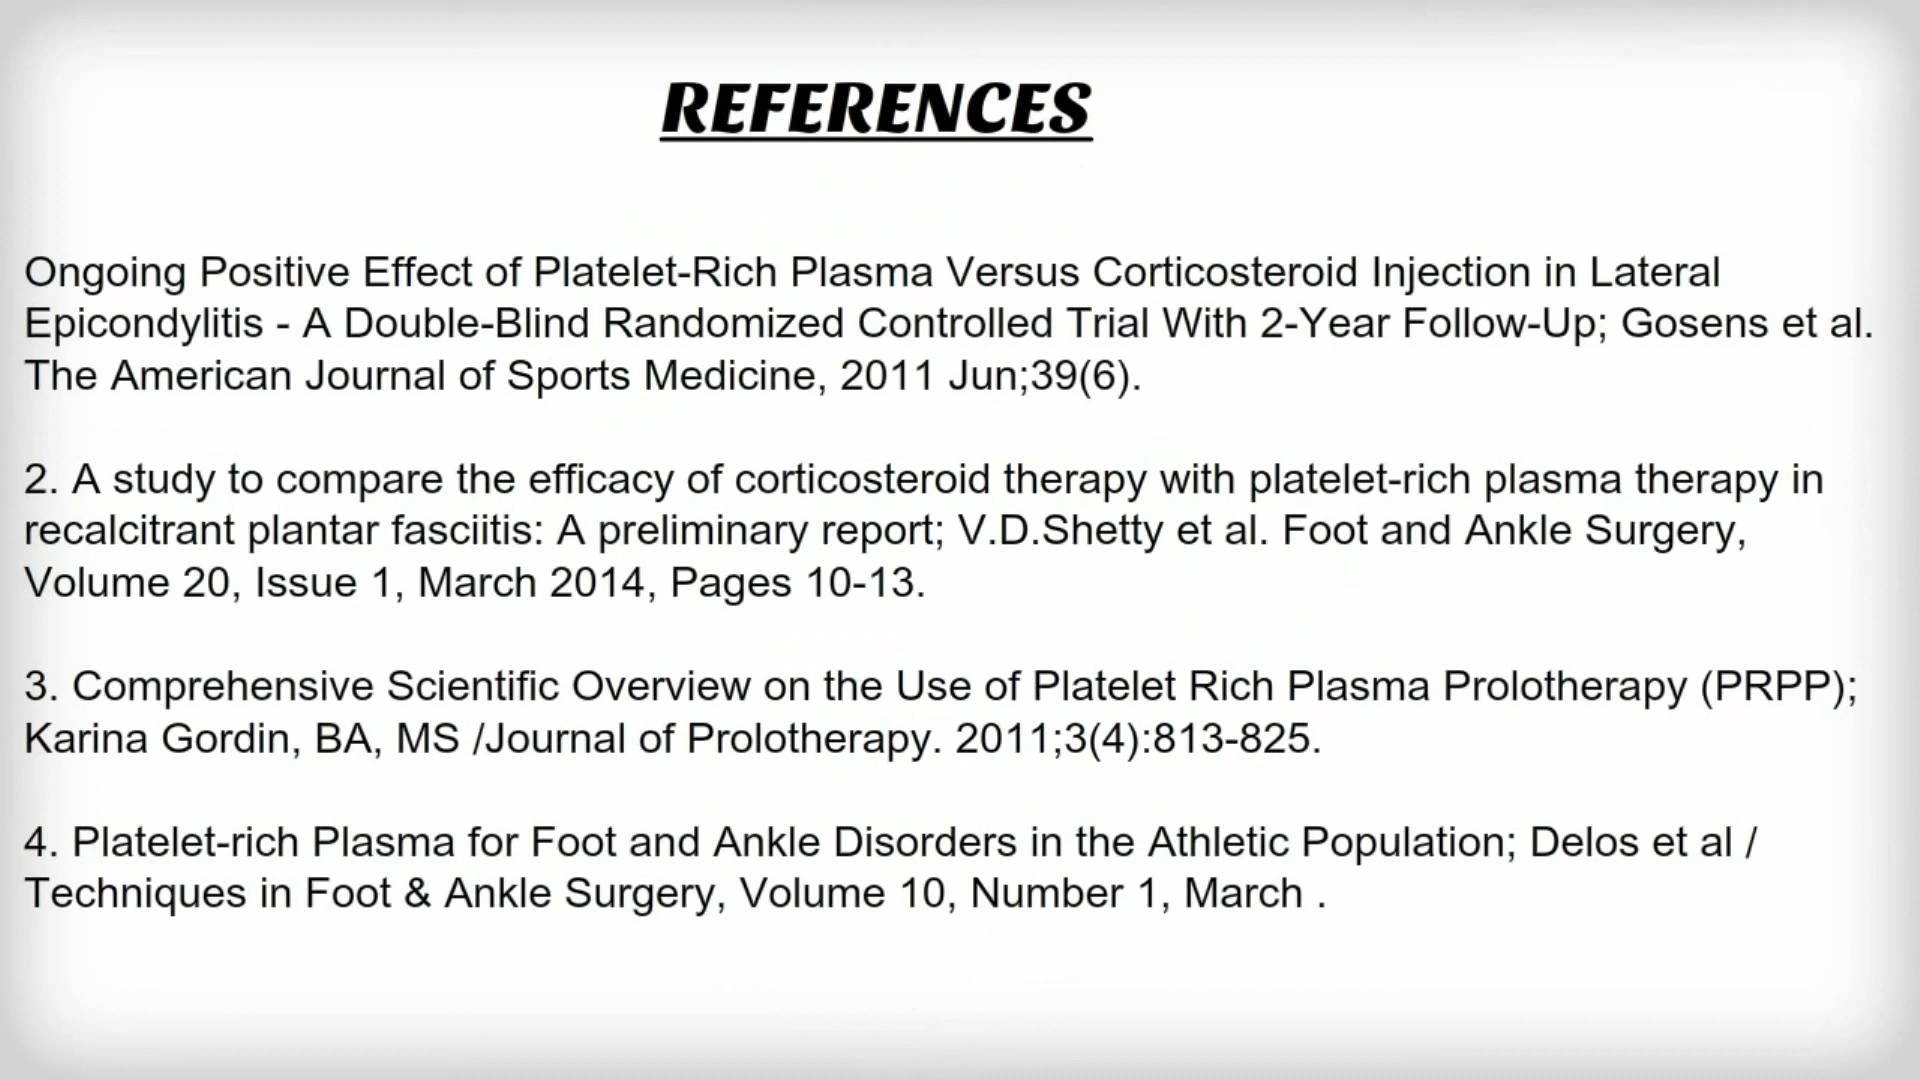 REFERENCES
Ongoing Positive Effect of Platelet-Rich Plasma Versus Corticosteroid Injection in Lateral
Epicondylitis - A Double-Blind Randomized Controlled Trial With 2-Year Follow-Up; Gosens et al.
The American Journal of Sports Medicine, 2011 Jun;39(6).
2. A study to compare the efficacy of corticosteroid therapy with platelet-rich plasma therapy in
recalcitrant plantar fasciitis: A preliminary report; V.D.Shetty et al. Foot and Ankle Surgery,
Volume 20, Issue 1, March 2014, Pages 10-13.
3. Comprehensive Scientific Overview on the Use of Platelet Rich Plasma Prolotherapy (PRPP);
Karina Gordin, BA, MS /Journal of Prolotherapy. 2011;3(4):813-825.
4. Platelet-rich Plasma for Foot and Ankle Disorders in the Athletic Population; Delos et al /
Techniques in Foot & Ankle Surgery, Volume 10, Number 1, March .